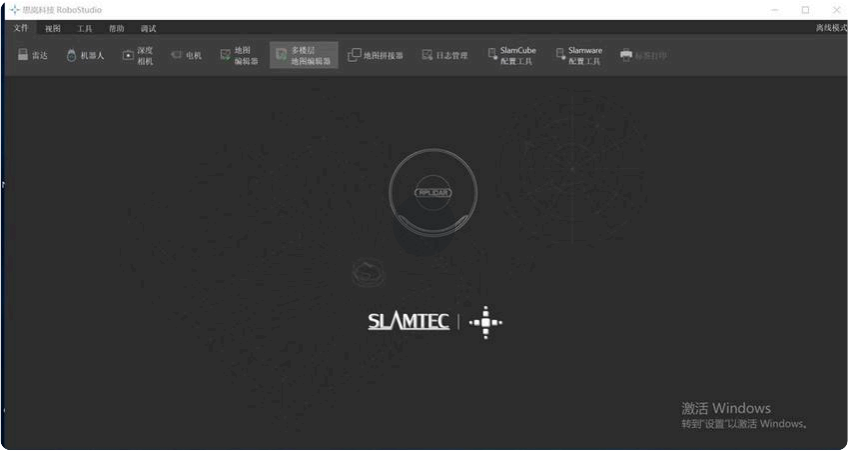 思岚科技 RoboStudio
文件 视图 工具 帮助 调试 离线模式
雷达 机器人 深度相机 电机 地图编辑器 多楼层地图编辑器 地图拼接器 日志管理 SlamCube配置工具 Slamware配置工具 标签打印
RPLIDAR
SLAMTEC
激活 Windows
转到"设置"以激活 Windows。